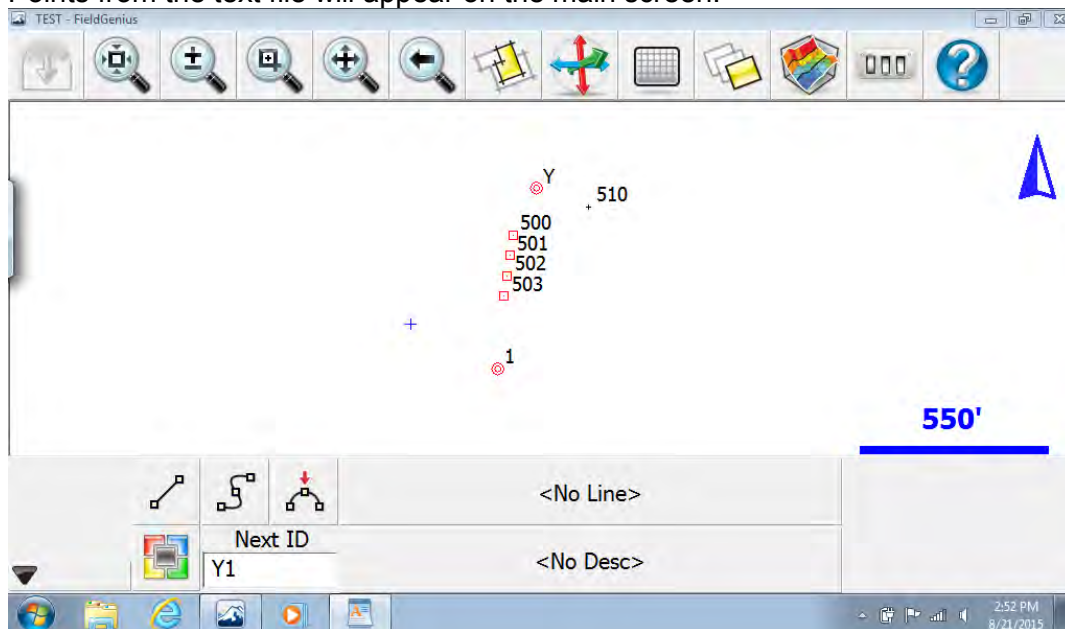 Points from the text file will appear on the main screen.
TEST - FieldGenius
Y
510
500
501
502
503
1
550'
<No Line>
Next ID
Y1
<No Desc>
2:52 PM
8/21/2015